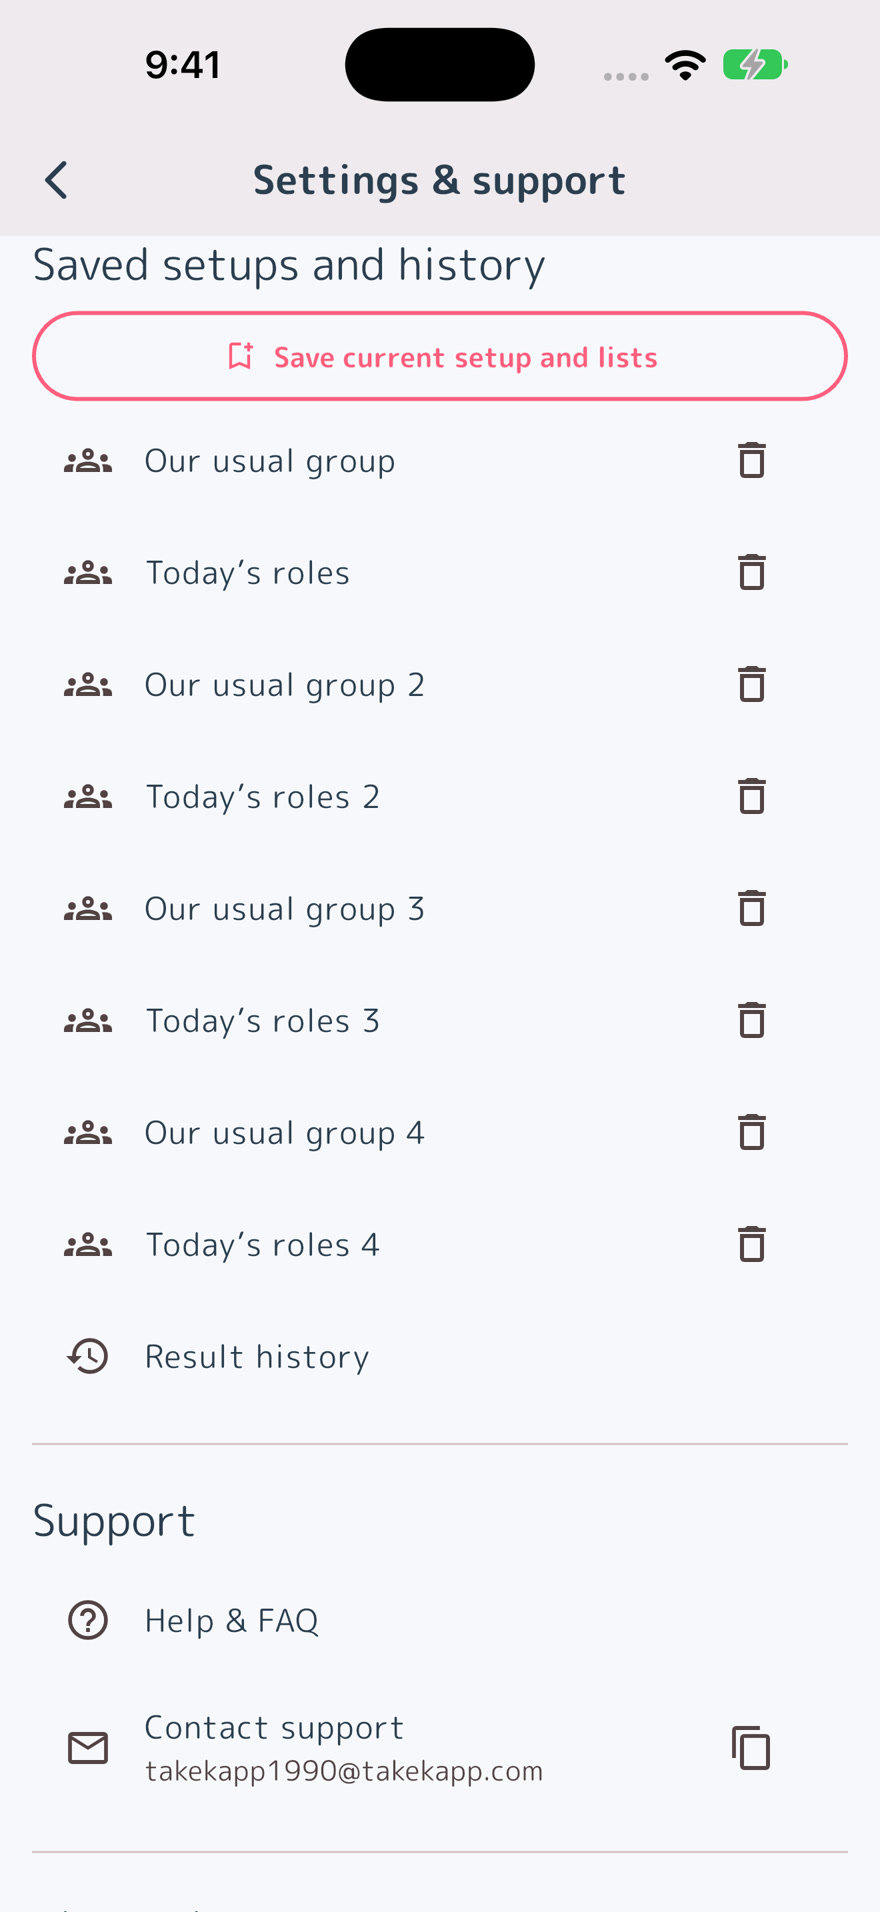 9:41
Settings & support
Saved setups and history
Save current setup and lists
Our usual group
Today’s roles
Our usual group 2
Today’s roles 2
Our usual group 3
Today’s roles 3
Our usual group 4
Today’s roles 4
Result history
Support
Help & FAQ
Contact support
takekapp1990@takekapp.com